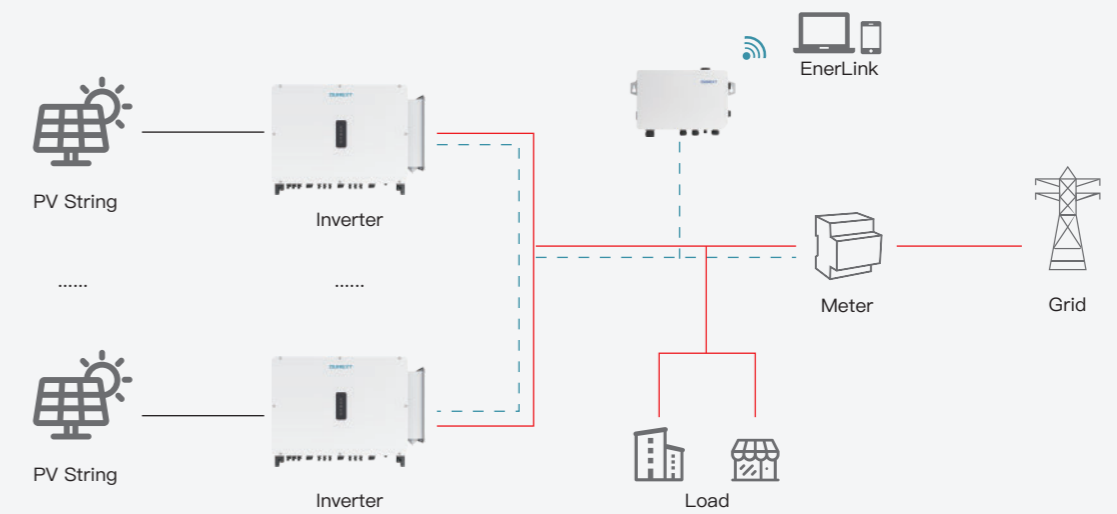 EnerLink
PV String
Inverter
......
......
Meter
Grid
PV String
Inverter
Load